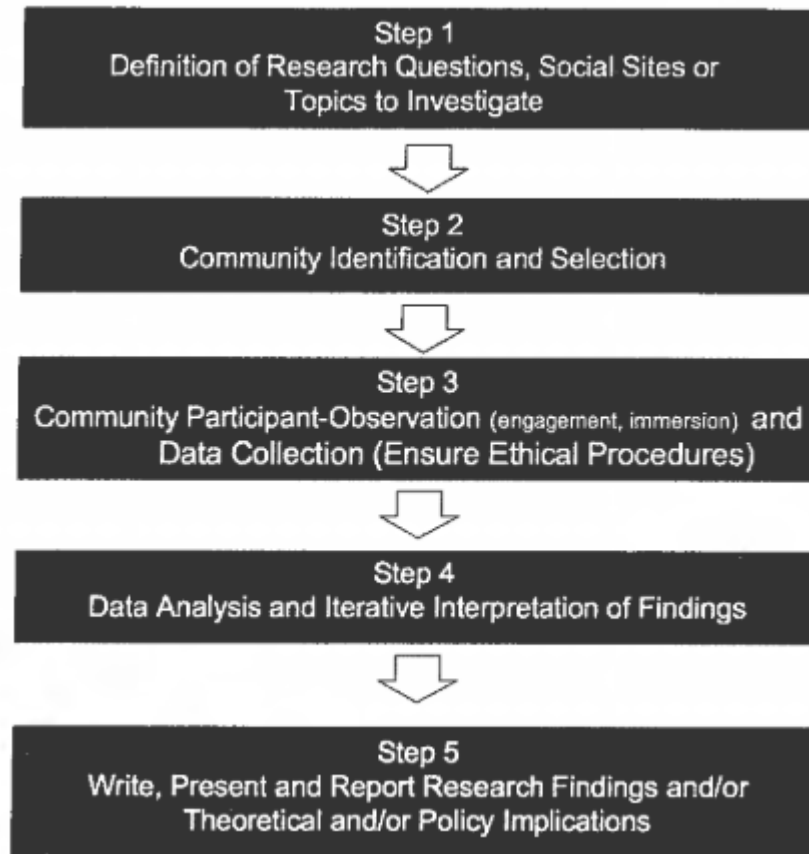 Step 1
Definition of Research Questions, Social Sites or
Topics to Investigate
Step 2
Community Identification and Selection
Step 3
Community Participant-Observation (engagement, immersion) and
Data Collection (Ensure Ethical Procedures)
Step 4
Data Analysis and Iterative Interpretation of Findings
Step 5
Write, Present and Report Research Findings and/or
Theoretical and/or Policy Implications